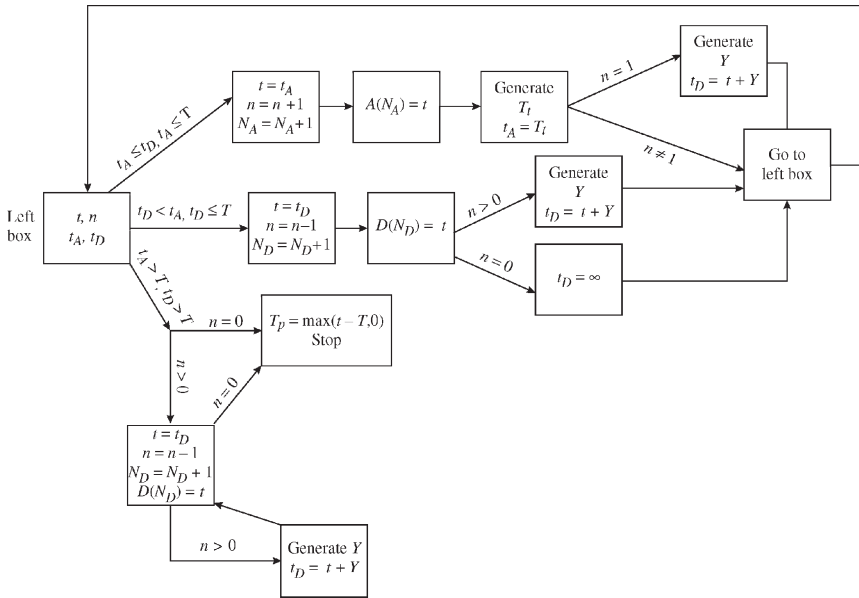 Generate
Y
t_D = t + Y
n = 1
t = t_A
n = n +1
N_A = N_A+1
A(N_A) = t
Generate
T_t
t_A = T_t
t_A ≤ t_D, t_A ≤ T
n ≠ 1
Go to
left box
Left
box
t, n
t_A, t_D
t_D < t_A, t_D ≤ T
t = t_D
n = n–1
N_D = N_D+1
D(N_D) = t
n > 0
Generate
Y
t_D = t + Y
n = 0
t_D = ∞
t_A > T, t_D > T
n = 0
T_p = max(t – T,0)
Stop
n > 0
n = 0
t = t_D
n = n–1
N_D = N_D + 1
D(N_D) = t
n > 0
Generate Y
t_D = t + Y